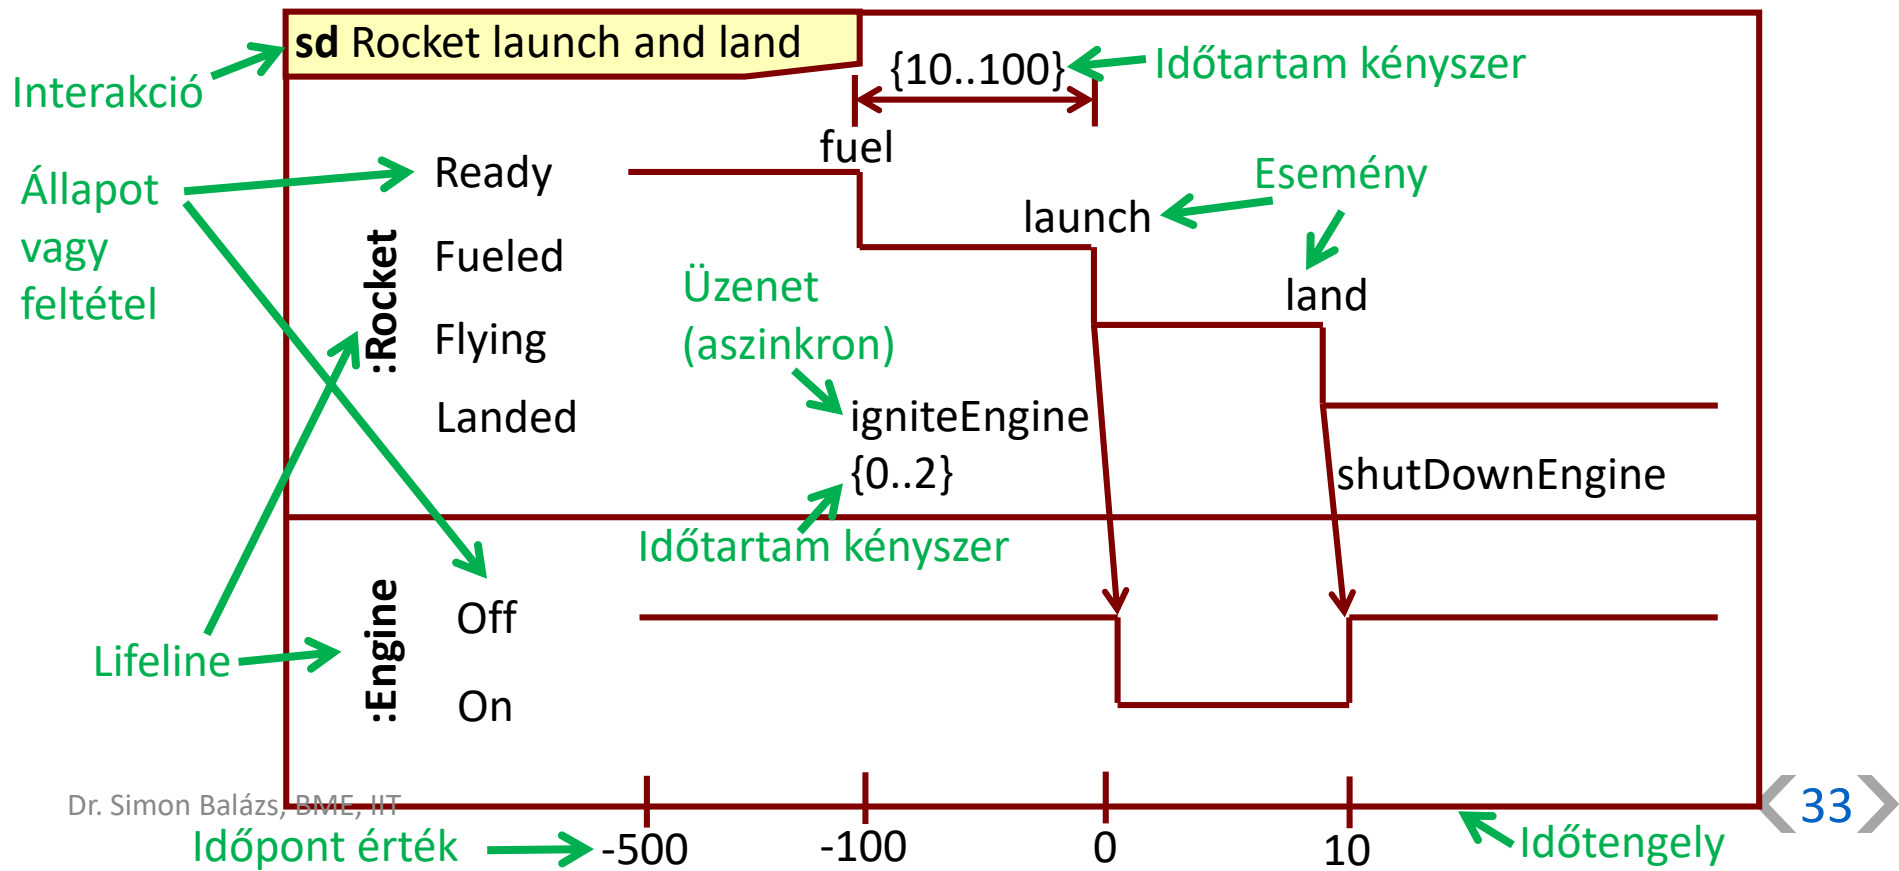 sd Rocket launch and land
{10..100}
Időtartam kényszer
Interakció
fuel
Ready
Állapot
vagy
feltétel
Esemény
launch
:Rocket
Fueled
Üzenet
(aszinkron)
land
Flying
Landed
igniteEngine
{0..2}
shutDownEngine
Időtartam kényszer
:Engine
Off
Lifeline
On
Dr. Simon Balázs, BME, IIT
33
Időpont érték
-500
-100
0
10
Időtengely